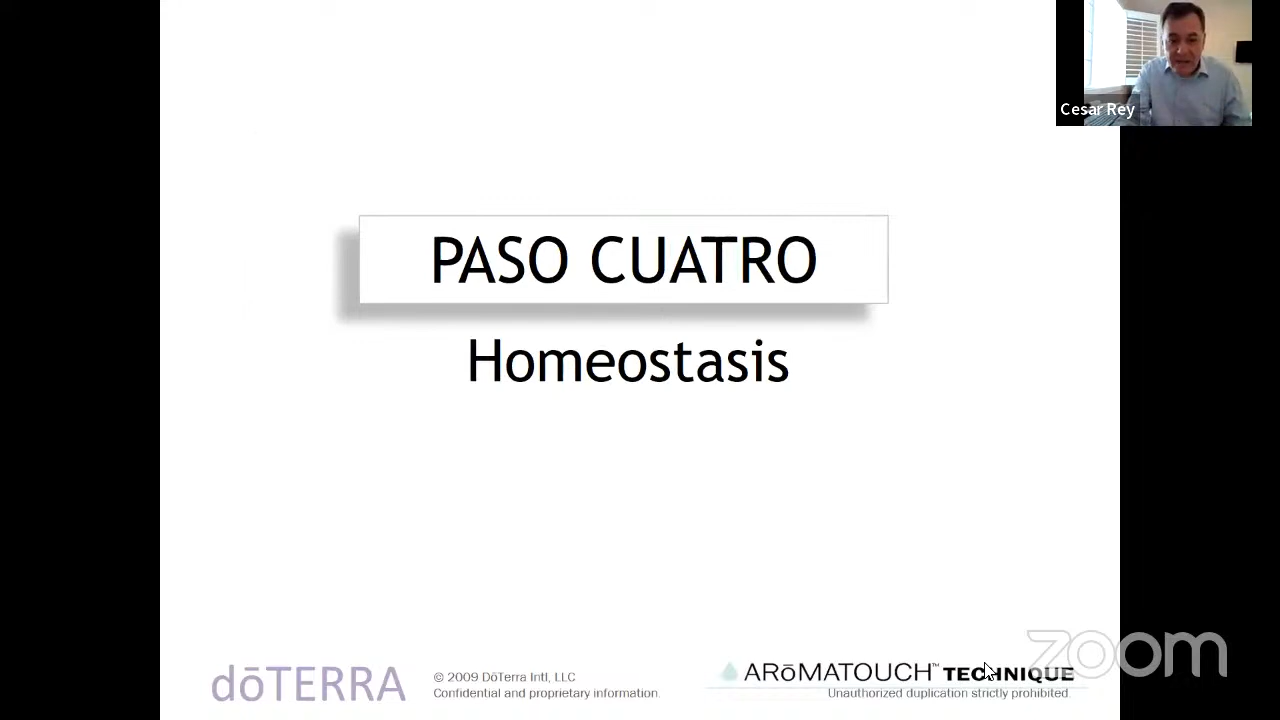 Cesar Rey
PASO CUATRO
Homeostasis
dōTERRA
© 2009 DōTerra Intl, LLC
Confidential and proprietary information.
ARōMATOUCH™ TECHNIQUE
Unauthorized duplication strictly prohibited.
zoom